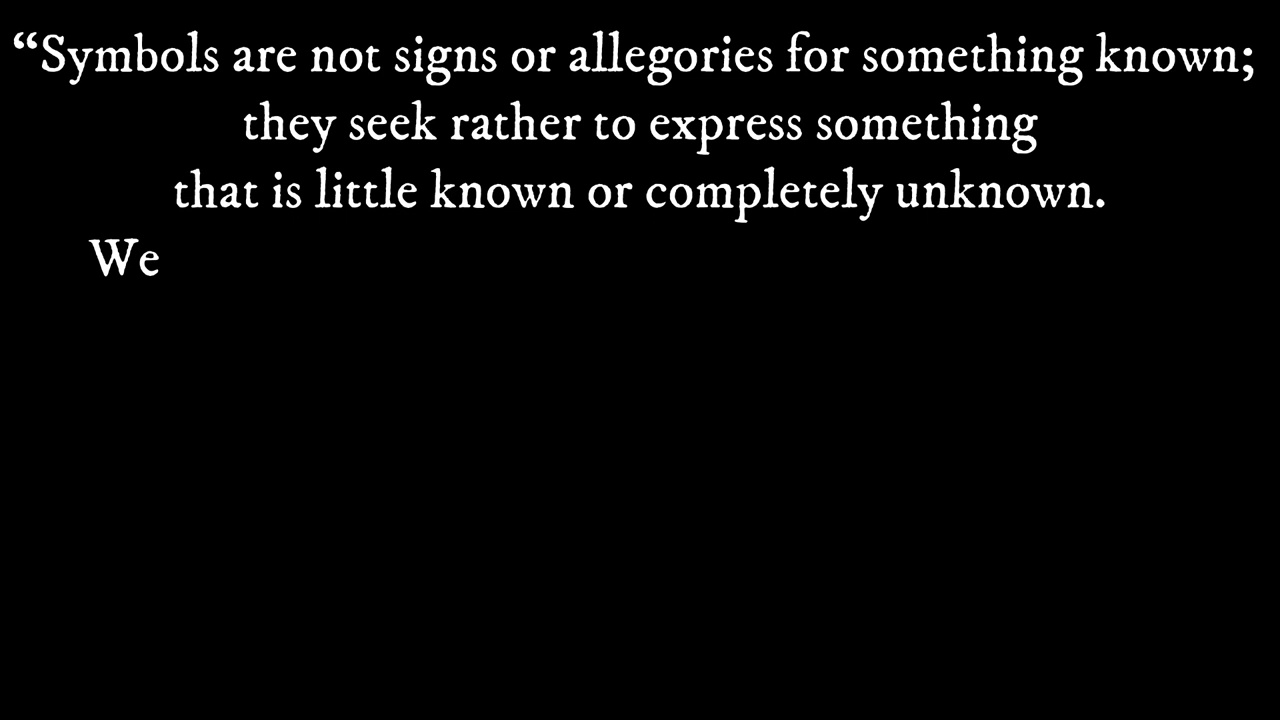 “Symbols are not signs or allegories for something known;
they seek rather to express something
that is little known or completely unknown.
We